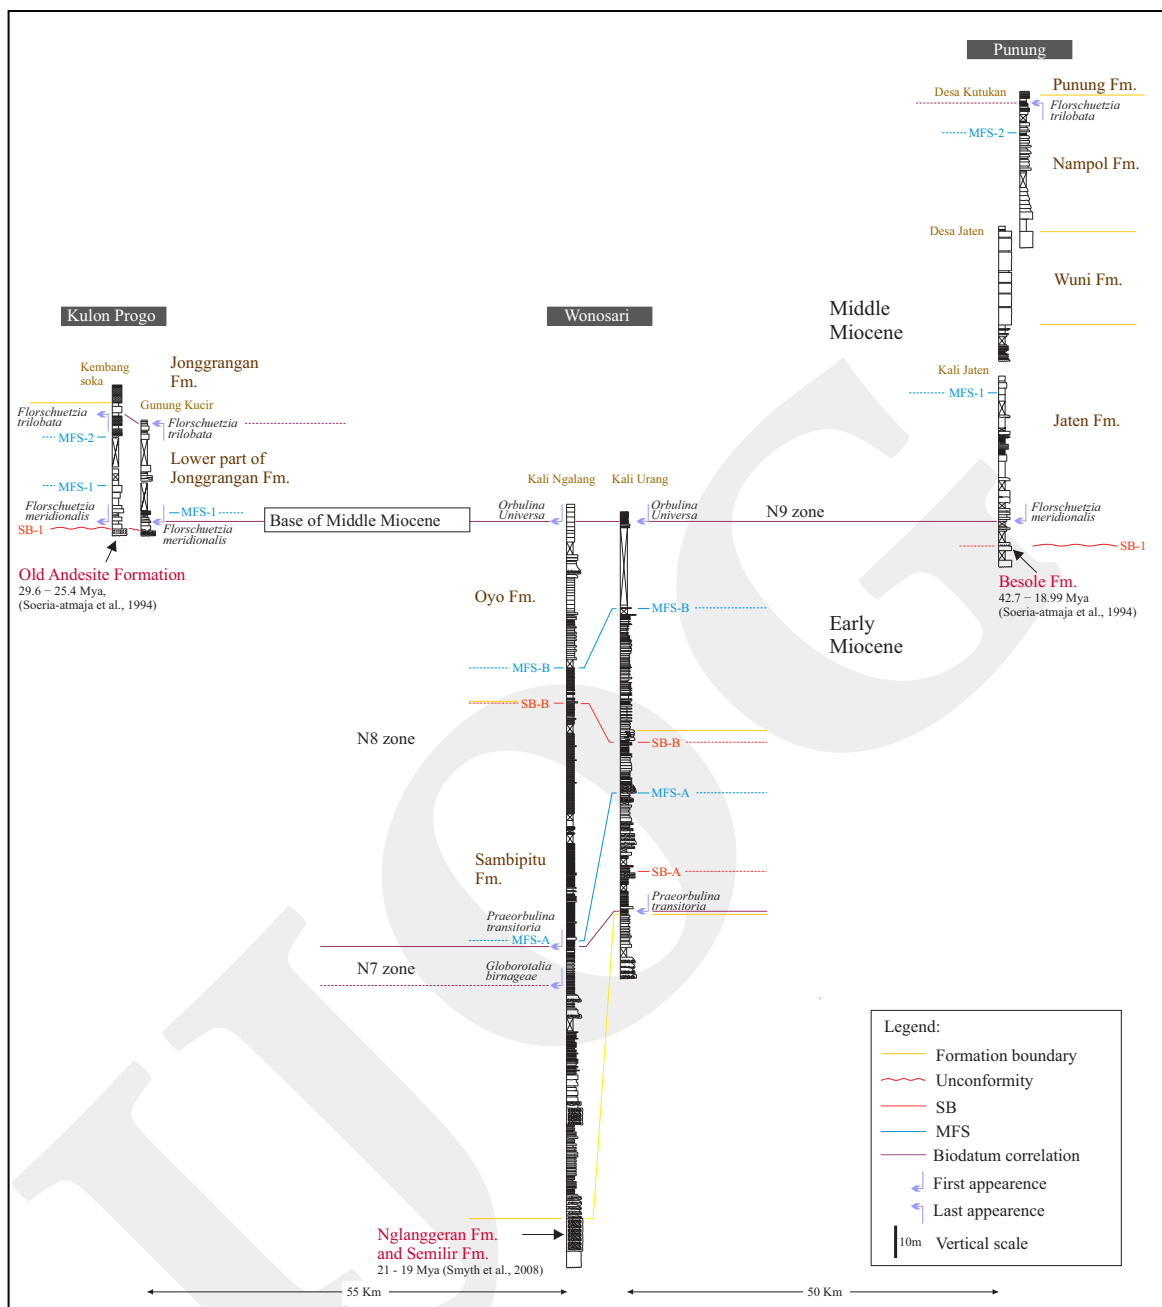 Punung
Desa Kutukan
Punung Fm.
Florschuetzia
trilobata
MFS-2
Nampol Fm.
Desa Jaten
Wuni Fm.
Middle
Miocene
Kali Jaten
MFS-1
Jaten Fm.
Florschuetzia
meridionalis
N9 zone
SB-1
Besole Fm.
42.7 – 18.99 Mya
(Soeria-atmaja et al., 1994)
Early
Miocene
Kulon Progo
Kembang
soka
Jonggrangan
Fm.
Gunung Kucir
Florschuetzia
trilobata
Florschuetzia
trilobata
MFS-2
Lower part of
Jonggrangan Fm.
MFS-1
Florschuetzia
meridionalis
MFS-1
SB-1
Florschuetzia
meridionalis
Base of Middle Miocene
Old Andesite Formation
29.6 – 25.4 Mya,
(Soeria-atmaja et al., 1994)
Wonosari
Kali Ngalang
Kali Urang
Orbulina
Universa
Orbulina
Universa
Oyo Fm.
MFS-B
MFS-B
SB-B
SB-B
N8 zone
MFS-A
Sambipitu
Fm.
SB-A
Praeorbulina
transitoria
Praeorbulina
transitoria
MFS-A
N7 zone
Globorotalia
birnageae
Nglanggeran Fm.
and Semilir Fm.
21 - 19 Mya (Smyth et al., 2008)
55 Km
50 Km
Legend:
Formation boundary
Unconformity
SB
MFS
Biodatum correlation
First appearence
Last appearence
10m
Vertical scale
IJOG